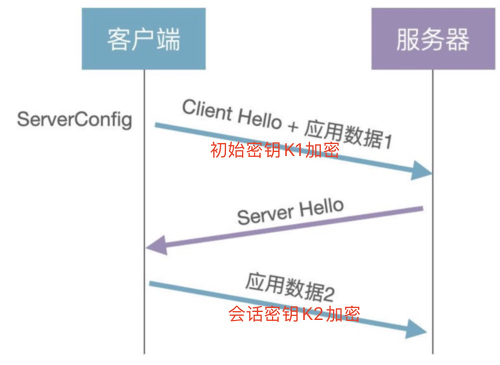 客户端
服务器
ServerConfig
Client Hello + 应用数据1
初始密钥K1加密
Server Hello
应用数据2
会话密钥K2加密